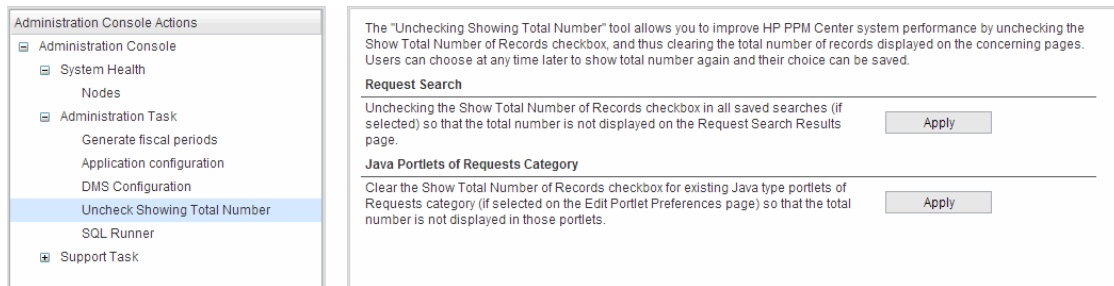 Administration Console Actions
Administration Console
System Health
Nodes
Administration Task
Generate fiscal periods
Application configuration
DMS Configuration
Uncheck Showing Total Number
SQL Runner
Support Task
The "Unchecking Showing Total Number" tool allows you to improve HP PPM Center system performance by unchecking the
Show Total Number of Records checkbox, and thus clearing the total number of records displayed on the concerning pages.
Users can choose at any time later to show total number again and their choice can be saved.
Request Search
Unchecking the Show Total Number of Records checkbox in all saved searches (if
selected) so that the total number is not displayed on the Request Search Results
page.
Apply
Java Portlets of Requests Category
Clear the Show Total Number of Records checkbox for existing Java type portlets of
Requests category (if selected on the Edit Portlet Preferences page) so that the total
number is not displayed in those portlets.
Apply